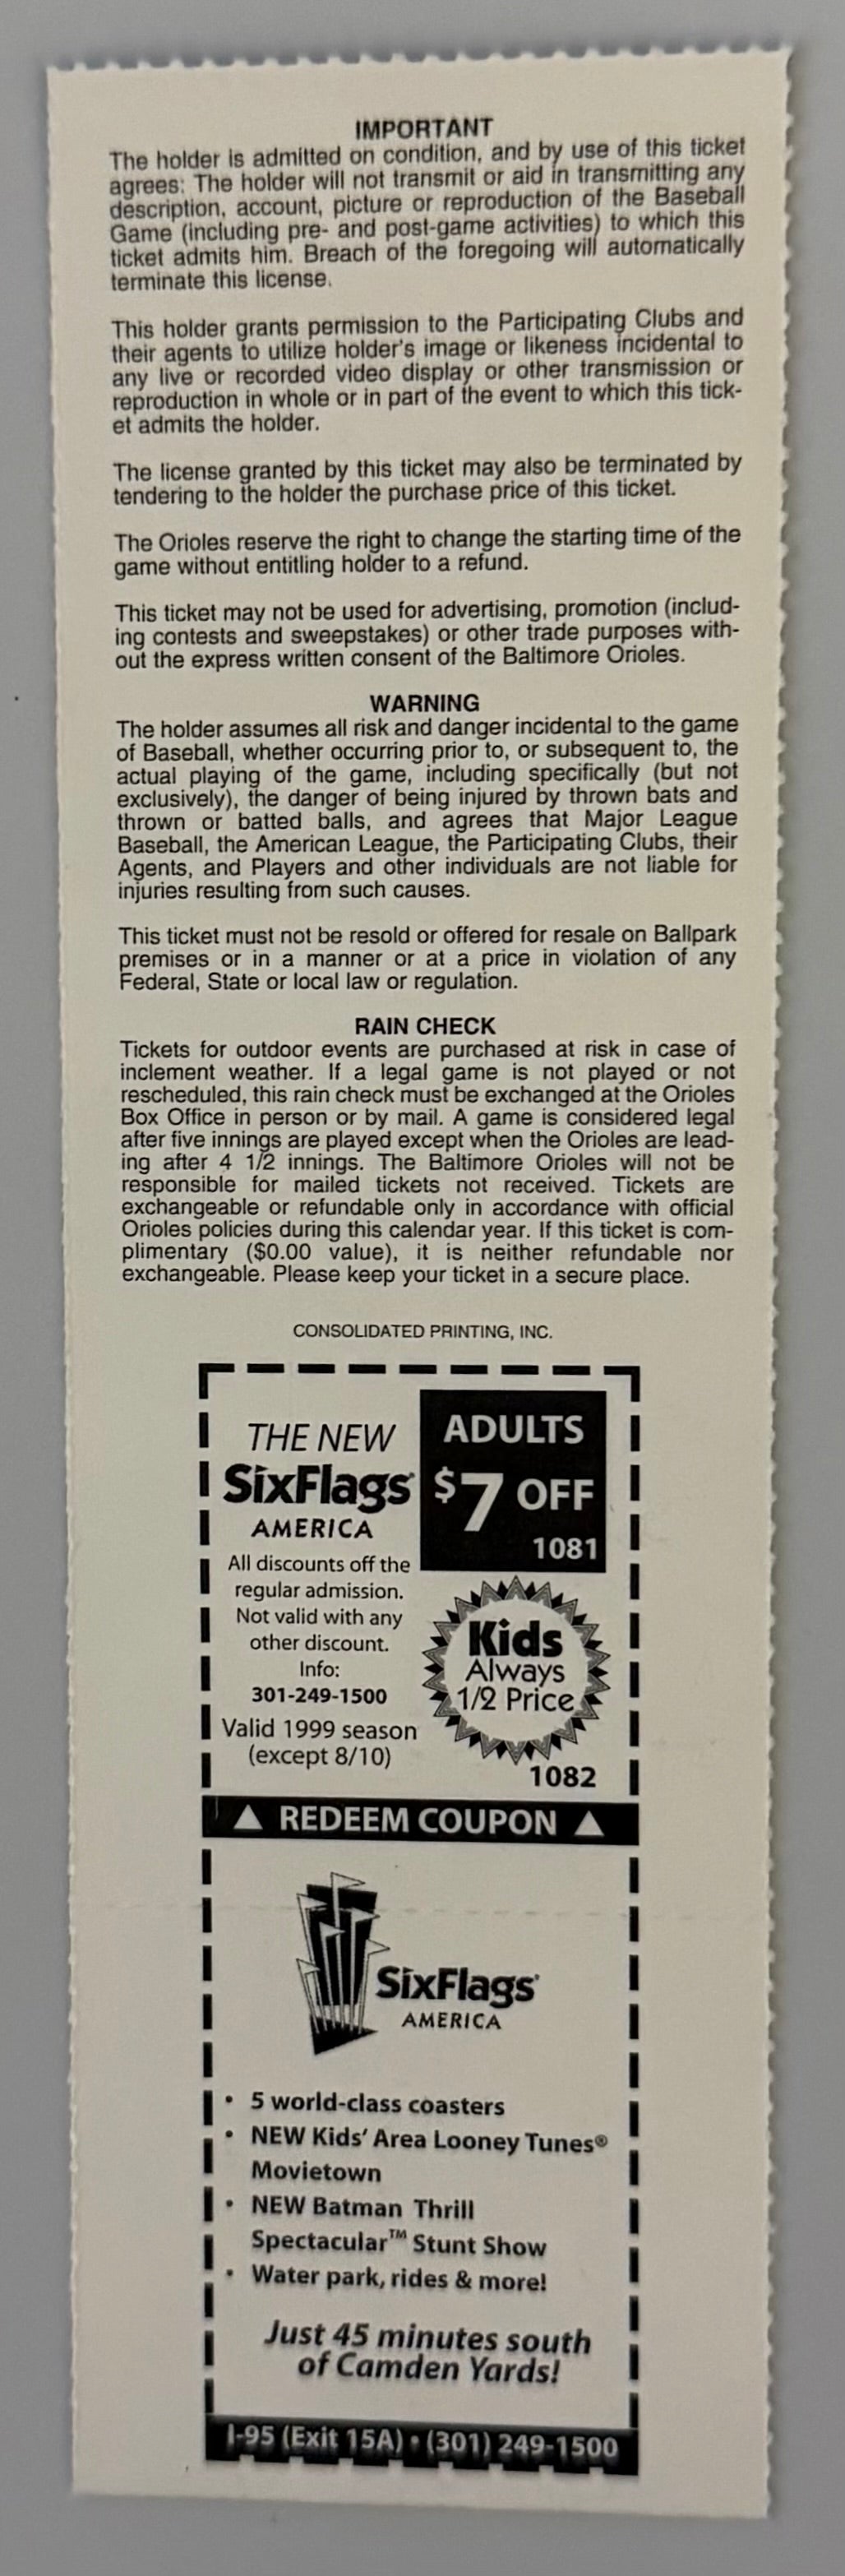 IMPORTANT
The holder is admitted on condition, and by use of this ticket
agrees: The holder will not transmit or aid in transmitting any
description, account, picture or reproduction of the Baseball
Game (including pre- and post-game activities) to which this
ticket admits him. Breach of the foregoing will automatically
terminate this license.
This holder grants permission to the Participating Clubs and
their agents to utilize holder's image or likeness incidental to
any live or recorded video display or other transmission or
reproduction in whole or in part of the event to which this tick-
et admits the holder.
The license granted by this ticket may also be terminated by
tendering to the holder the purchase price of this ticket.
The Orioles reserve the right to change the starting time of the
game without entitling holder to a refund.
This ticket may not be used for advertising, promotion (includ-
ing contests and sweepstakes) or other trade purposes with-
out the express written consent of the Baltimore Orioles.
WARNING
The holder assumes all risk and danger incidental to the game
of Baseball, whether occurring prior to, or subsequent to, the
actual playing of the game, including specifically (but not
exclusively), the danger of being injured by thrown bats and
thrown or batted balls, and agrees that Major League
Baseball, the American League, the Participating Clubs, their
Agents, and Players and other individuals are not liable for
injuries resulting from such causes.
This ticket must not be resold or offered for resale on Ballpark
premises or in a manner or at a price in violation of any
Federal, State or local law or regulation.
RAIN CHECK
Tickets for outdoor events are purchased at risk in case of
inclement weather. If a legal game is not played or not
rescheduled, this rain check must be exchanged at the Orioles
Box Office in person or by mail. A game is considered legal
after five innings are played except when the Orioles are lead-
ing after 4 1/2 innings. The Baltimore Orioles will not be
responsible for mailed tickets not received. Tickets are
exchangeable or refundable only in accordance with official
Orioles policies during this calendar year. If this ticket is com-
plimentary ($0.00 value), it is neither refundable nor
exchangeable. Please keep your ticket in a secure place.
CONSOLIDATED PRINTING, INC.
THE NEW
SixFlags®
AMERICA
All discounts off the
regular admission.
Not valid with any
other discount.
Info:
301-249-1500
Valid 1999 season
(except 8/10)
ADULTS
$7 OFF
1081
Kids
Always
1/2 Price
1082
▲ REDEEM COUPON ▲
SixFlags®
AMERICA
• 5 world-class coasters
• NEW Kids' Area Looney Tunes®
Movietown
• NEW Batman Thrill
Spectacular™ Stunt Show
• Water park, rides & more!
Just 45 minutes south
of Camden Yards!
I-95 (Exit 15A) • (301) 249-1500